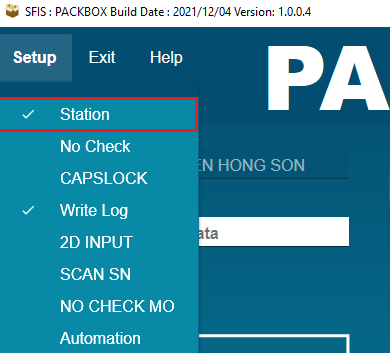 SFIS : PACKBOX Build Date : 2021/12/04 Version: 1.0.0.4
Setup Exit Help
PA
Station
No Check
EN HONG SON
CAPSLOCK
Write Log
ata
2D INPUT
SCAN SN
NO CHECK MO
Automation